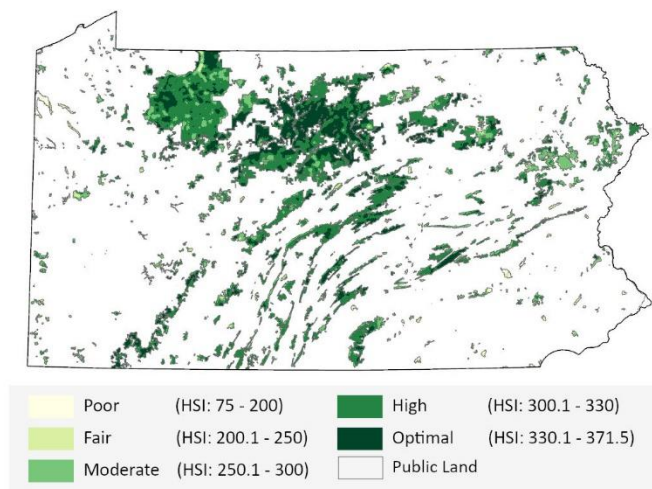 Poor (HSI: 75 - 200)
High (HSI: 300.1 - 330)
Fair (HSI: 200.1 - 250)
Optimal (HSI: 330.1 - 371.5)
Moderate (HSI: 250.1 - 300)
Public Land